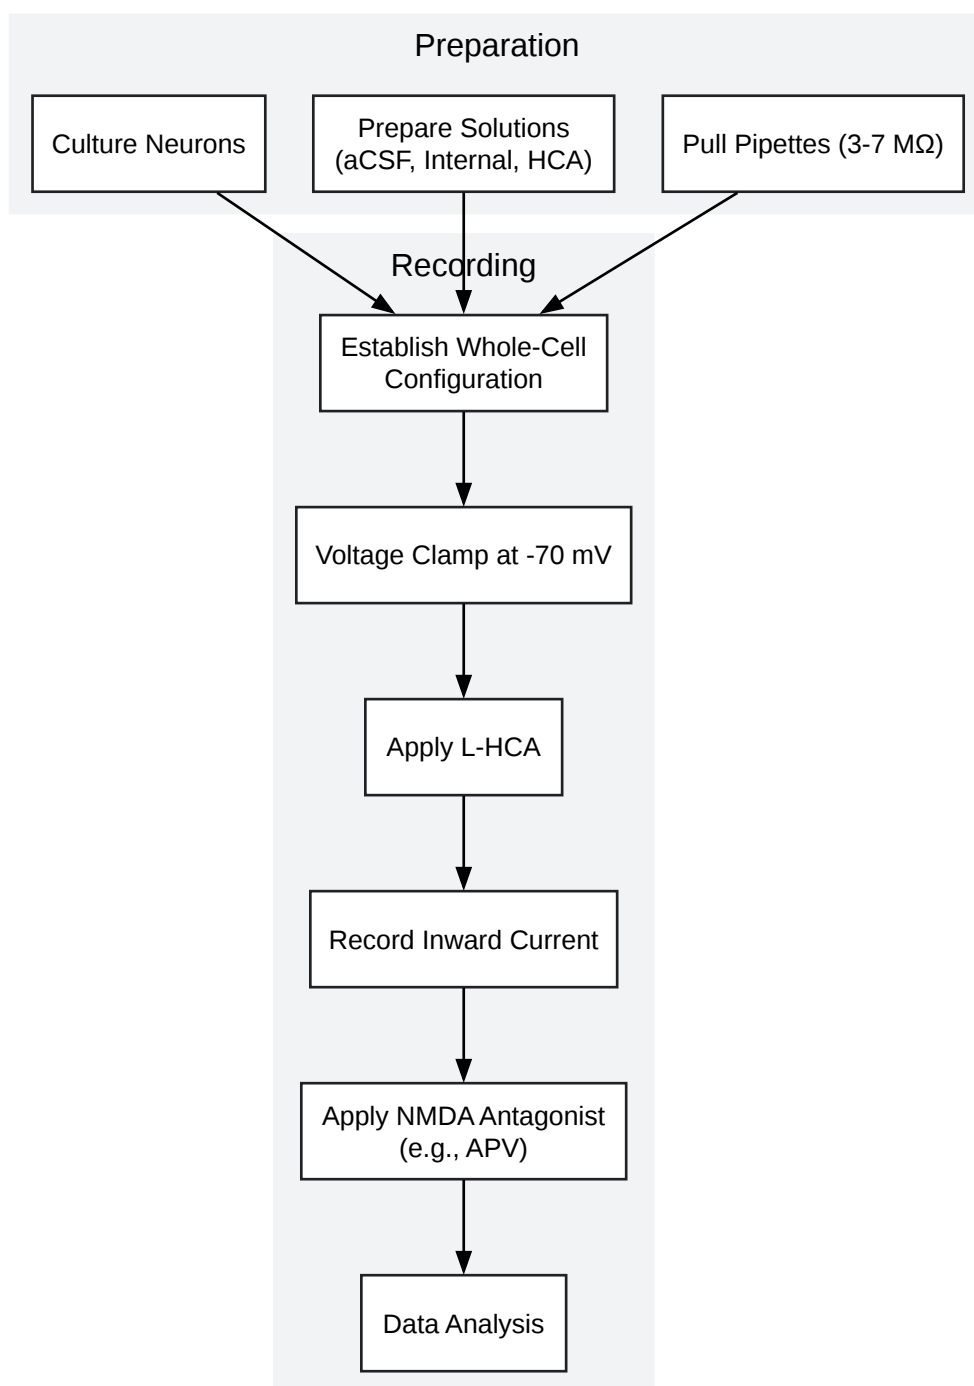 Preparation
Culture Neurons
Prepare Solutions
(aCSF, Internal, HCA)
Pull Pipettes (3-7 MΩ)
Recording
Establish Whole-Cell
Configuration
Voltage Clamp at -70 mV
Apply L-HCA
Record Inward Current
Apply NMDA Antagonist
(e.g., APV)
Data Analysis